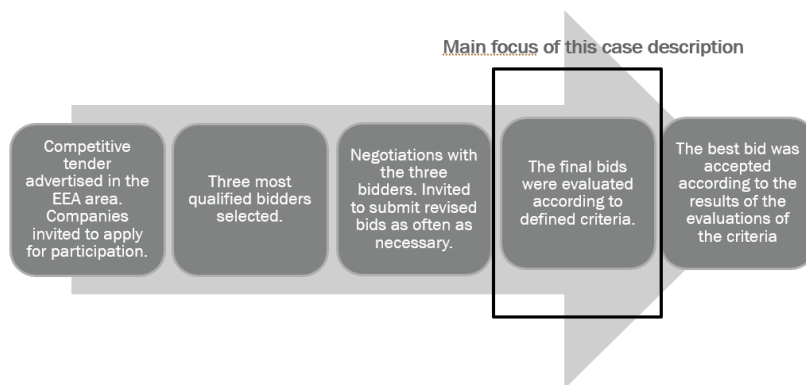 Main focus of this case description
Competitive
tender
advertised in the
EEA area.
Companies
invited to apply
for participation.
Three most
qualified bidders
selected.
Negotiations with
the three
bidders. Invited
to submit revised
bids as often as
necessary.
The final bids
were evaluated
according to
defined criteria.
The best bid was
accepted
according to the
results of the
evaluations of
the criteria